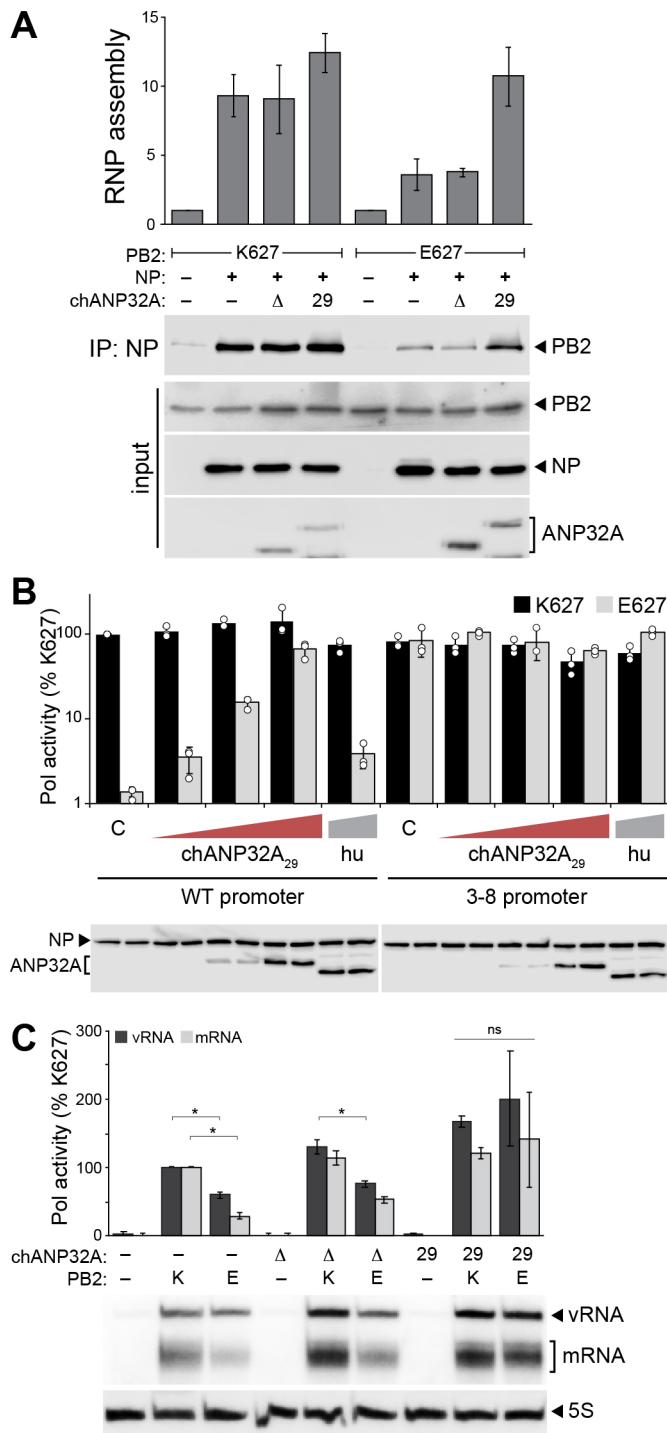 A
RNP assembly
15
10
5
0
PB2: K627 E627
NP: – + + + – + + +
chANP32A: – – Δ 29 – – Δ 29
IP: NP ◄ PB2
input
◄ PB2
◄ NP
ANP32A
B
K627 E627
Pol activity (% K627)
100
10
1
C C
chANP32A29 hu chANP32A29 hu
WT promoter 3-8 promoter
NP►
ANP32A[
C
Pol activity (% K627)
vRNA mRNA
300
200
150
100
50
0
* * * ns
chANP32A: – – – Δ Δ Δ 29 29 29
PB2: – K E – K E – K E
◄ vRNA
] mRNA
◄ 5S